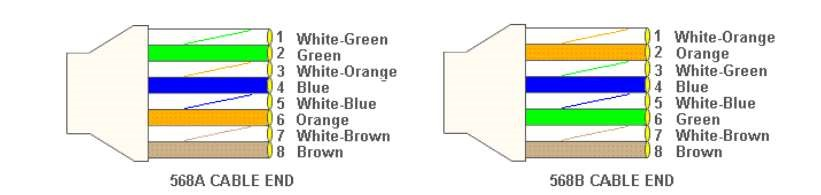 1 White-Green
2 Green
3 White-Orange
4 Blue
5 White-Blue
6 Orange
7 White-Brown
8 Brown
568A CABLE END
1 White-Orange
2 Orange
3 White-Green
4 Blue
5 White-Blue
6 Green
7 White-Brown
8 Brown
568B CABLE END